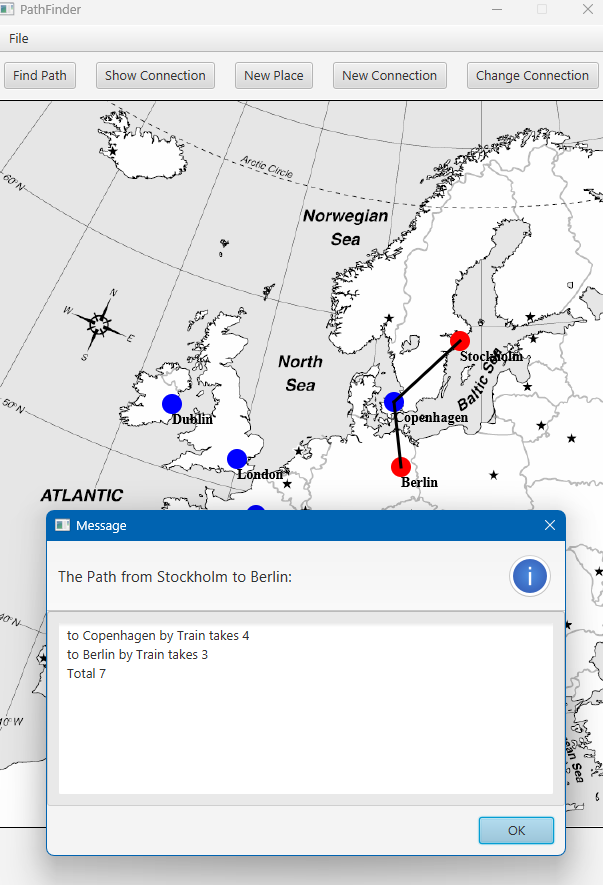 PathFinder
File
Find Path
Show Connection
New Place
New Connection
Change Connection
60°N
Arctic Circle
Norwegian
Sea
N
W
E
S
North
Sea
Stockholm
Baltic Sea
Copenhagen
50°N
Dublin
London
Berlin
ATLANTIC
Message
The Path from Stockholm to Berlin:
to Copenhagen by Train takes 4
to Berlin by Train takes 3
Total 7
40°N
10°W
Sea
OK